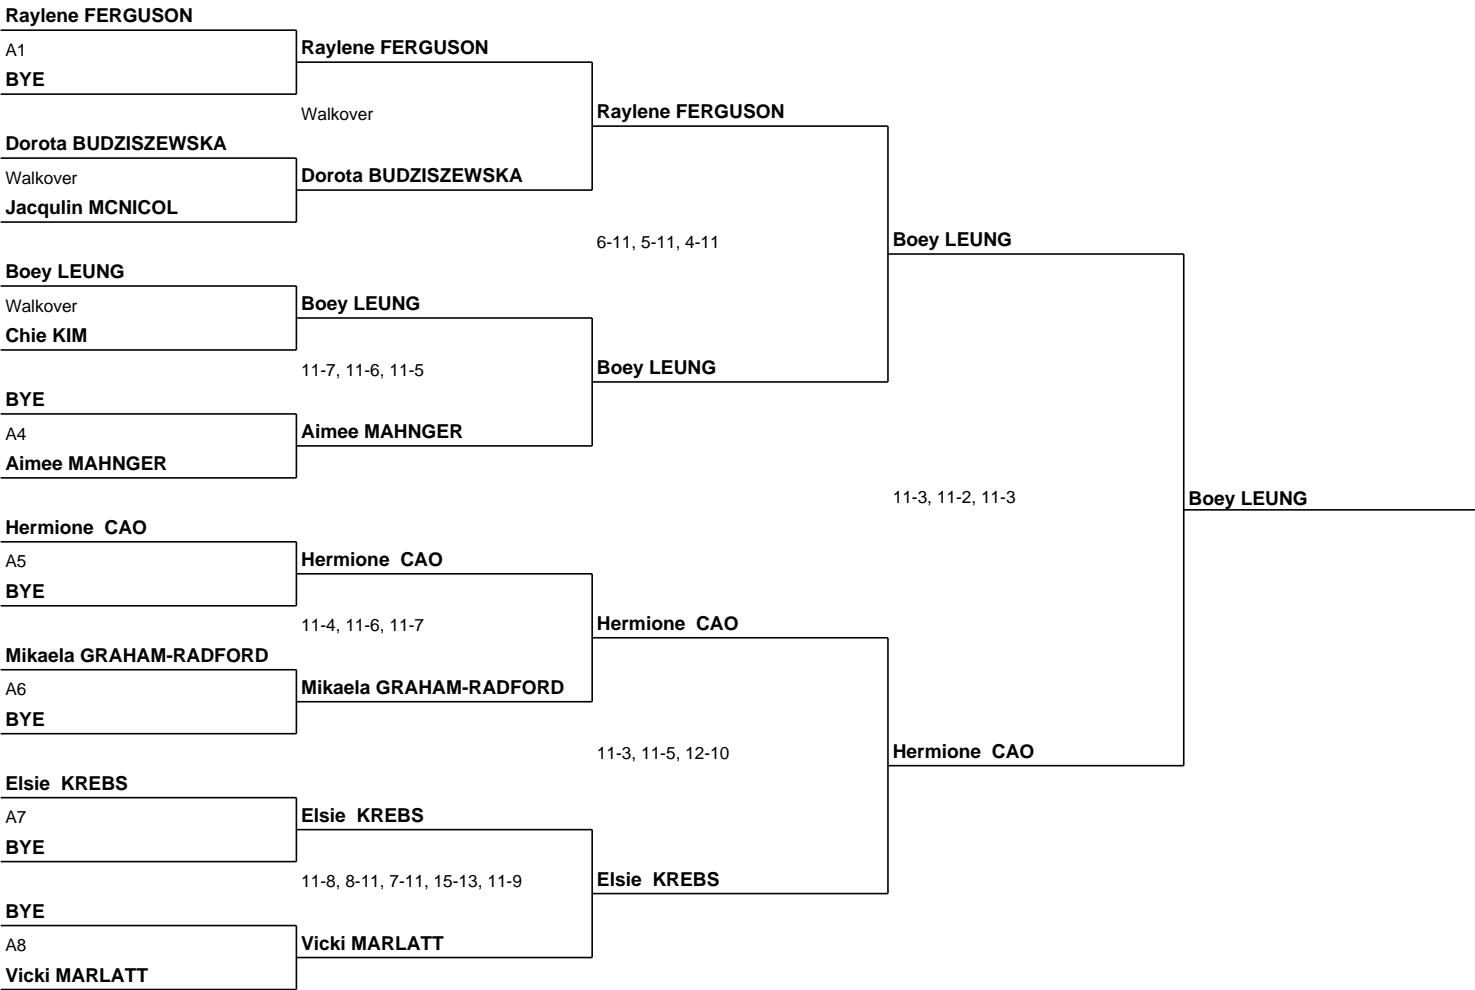 Raylene FERGUSON
A1
BYE
Raylene FERGUSON
Walkover
Raylene FERGUSON
Dorota BUDZISZEWSKA
Walkover
Jacqulin MCNICOL
Dorota BUDZISZEWSKA
6-11, 5-11, 4-11
Boey LEUNG
Boey LEUNG
Walkover
Chie KIM
Boey LEUNG
11-7, 11-6, 11-5
Boey LEUNG
BYE
A4
Aimee MAHNGER
Aimee MAHNGER
11-3, 11-2, 11-3
Boey LEUNG
Hermione  CAO
A5
BYE
Hermione  CAO
11-4, 11-6, 11-7
Hermione  CAO
Mikaela GRAHAM-RADFORD
A6
BYE
Mikaela GRAHAM-RADFORD
11-3, 11-5, 12-10
Hermione  CAO
Elsie  KREBS
A7
BYE
Elsie  KREBS
11-8, 8-11, 7-11, 15-13, 11-9
Elsie  KREBS
BYE
A8
Vicki MARLATT
Vicki MARLATT